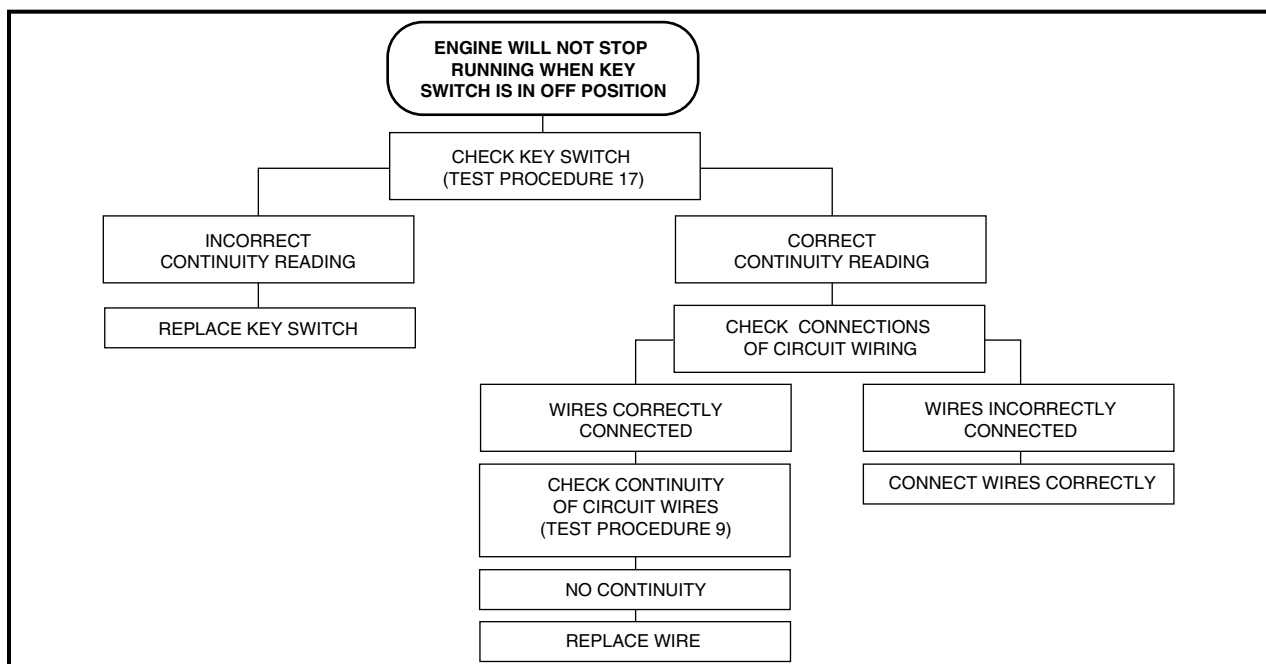 ENGINE WILL NOT STOP
RUNNING WHEN KEY
SWITCH IS IN OFF POSITION
CHECK KEY SWITCH
(TEST PROCEDURE 17)
INCORRECT
CONTINUITY READING
CORRECT
CONTINUITY READING
REPLACE KEY SWITCH
CHECK CONNECTIONS
OF CIRCUIT WIRING
WIRES CORRECTLY
CONNECTED
WIRES INCORRECTLY
CONNECTED
CHECK CONTINUITY
OF CIRCUIT WIRES
(TEST PROCEDURE 9)
CONNECT WIRES CORRECTLY
NO CONTINUITY
REPLACE WIRE